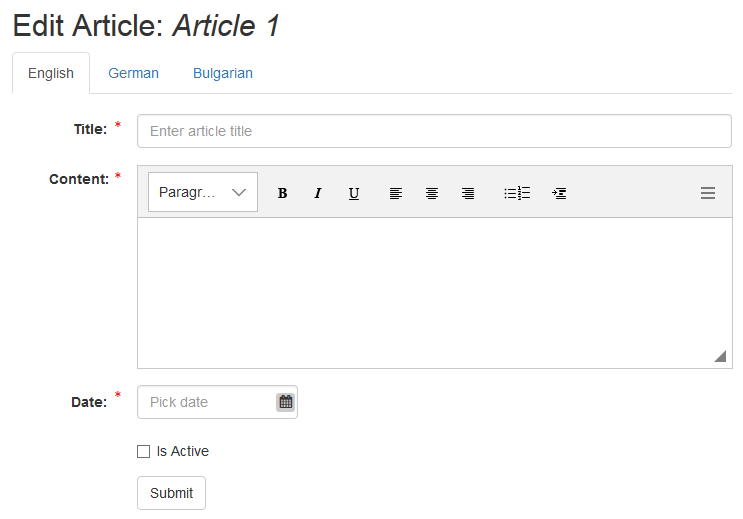 Edit Article: Article 1
English German Bulgarian
Title: * Enter article title
Content: * Paragr... B I U
Date: * Pick date
Is Active
Submit